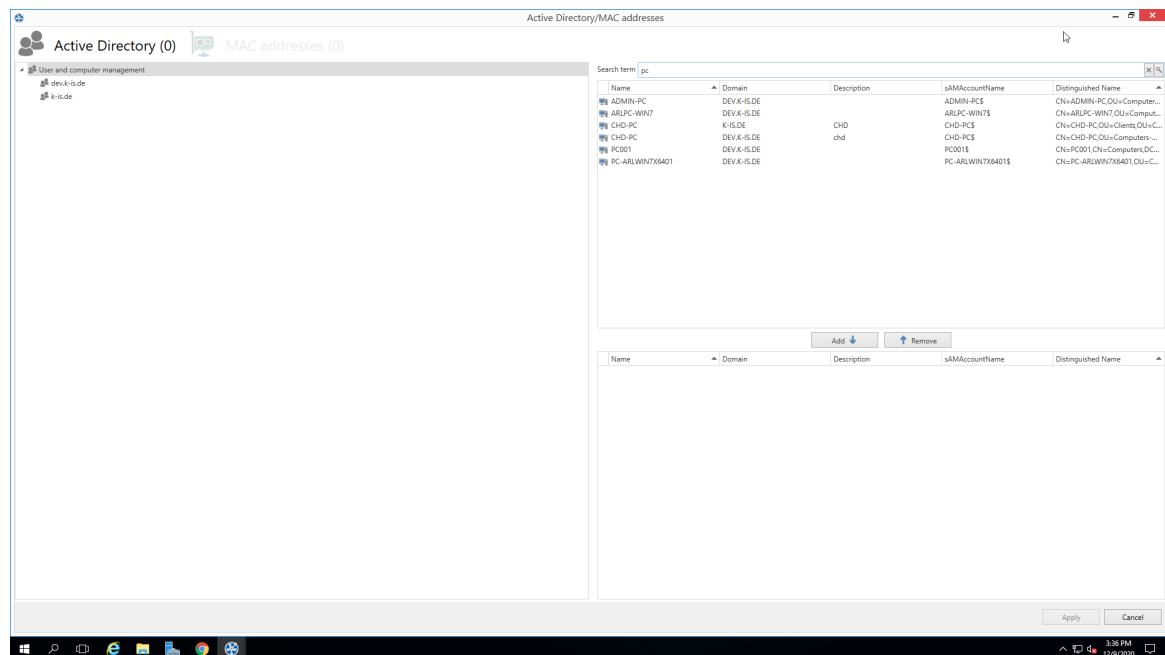 Active Directory/MAC addresses
Active Directory (0) MAC addresses (0)
User and computer management
dev.k-is.de
k-is.de
Search term pc
Name Domain Description sAMAccountName Distinguished Name
ADMIN-PC DEV.K-IS.DE ADMIN-PC$ CN=ADMIN-PC,OU=Computer...
ARLPC-WIN7 DEV.K-IS.DE ARLPC-WIN7$ CN=ARLPC-WIN7,OU=Comput...
CHD-PC K-IS.DE CHD CHD-PC$ CN=CHD-PC,OU=Clients,OU=C...
CHD-PC DEV.K-IS.DE chd CHD-PC$ CN=CHD-PC,OU=Computers-...
PC001 DEV.K-IS.DE PC001$ CN=PC001,CN=Computers,DC...
PC-ARLWIN7X6401 DEV.K-IS.DE PC-ARLWIN7X6401$ CN=PC-ARLWIN7X6401,OU=C...
Add Remove
Name Domain Description sAMAccountName Distinguished Name
Apply Cancel
3:36 PM
12/9/2020